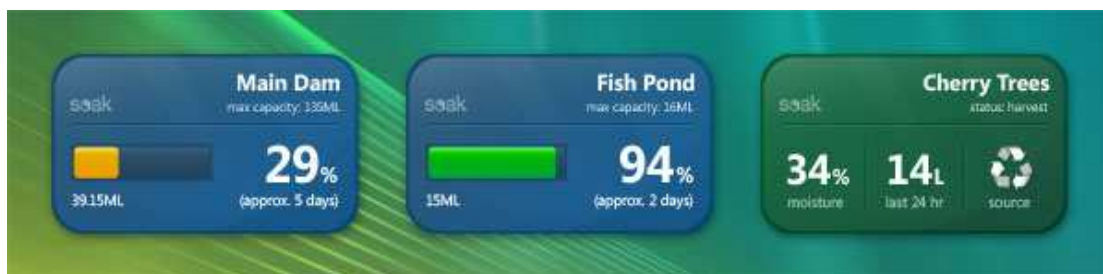 Main Dam
soak
max capacity: 135ML
29%
39.15ML
(approx. 5 days)
Fish Pond
soak
max capacity: 16ML
94%
15ML
(approx. 2 days)
Cherry Trees
soak
status: harvest
34%
moisture
14L
last 24 hr
source